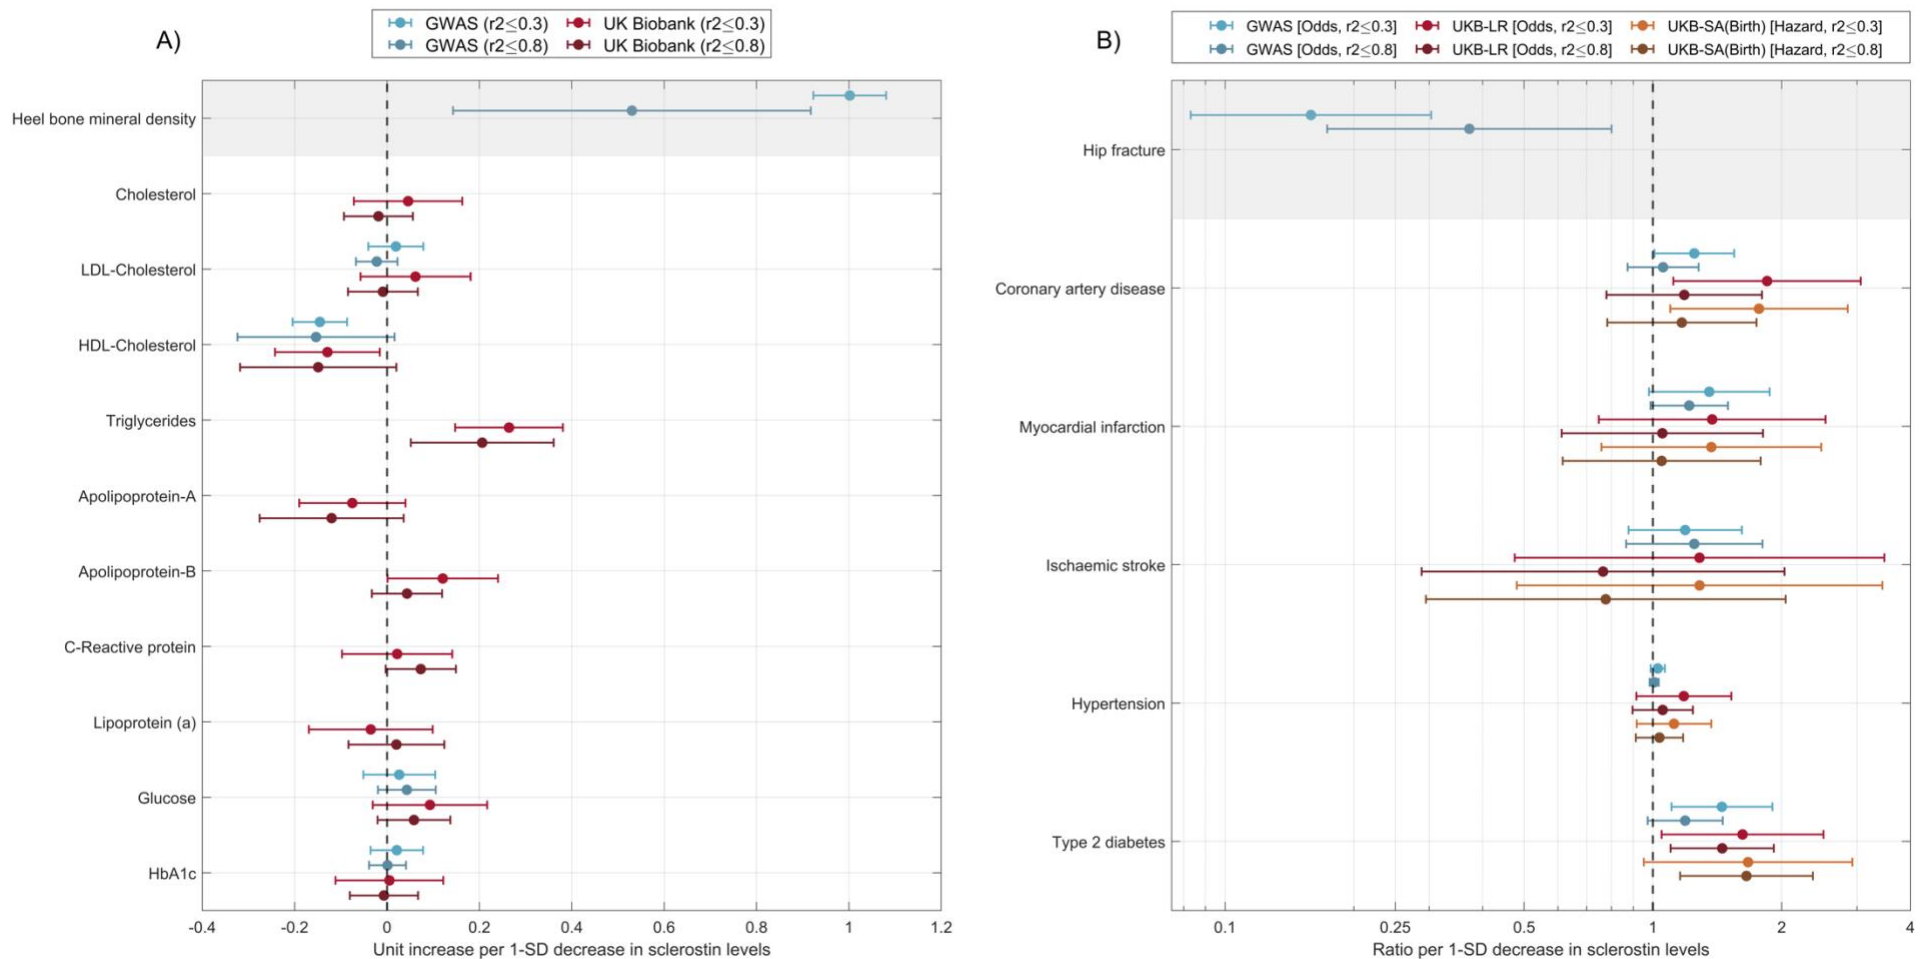 A)
GWAS (r2≤0.3) UK Biobank (r2≤0.3)
GWAS (r2≤0.8) UK Biobank (r2≤0.8)
Heel bone mineral density
Cholesterol
LDL-Cholesterol
HDL-Cholesterol
Triglycerides
Apolipoprotein-A
Apolipoprotein-B
C-Reactive protein
Lipoprotein (a)
Glucose
HbA1c
-0.4 -0.2 0 0.2 0.4 0.6 0.8 1 1.2
Unit increase per 1-SD decrease in sclerostin levels
B)
GWAS [Odds, r2≤0.3] UKB-LR [Odds, r2≤0.3] UKB-SA(Birth) [Hazard, r2≤0.3]
GWAS [Odds, r2≤0.8] UKB-LR [Odds, r2≤0.8] UKB-SA(Birth) [Hazard, r2≤0.8]
Hip fracture
Coronary artery disease
Myocardial infarction
Ischaemic stroke
Hypertension
Type 2 diabetes
0.1 0.25 0.5 1 2 4
Ratio per 1-SD decrease in sclerostin levels